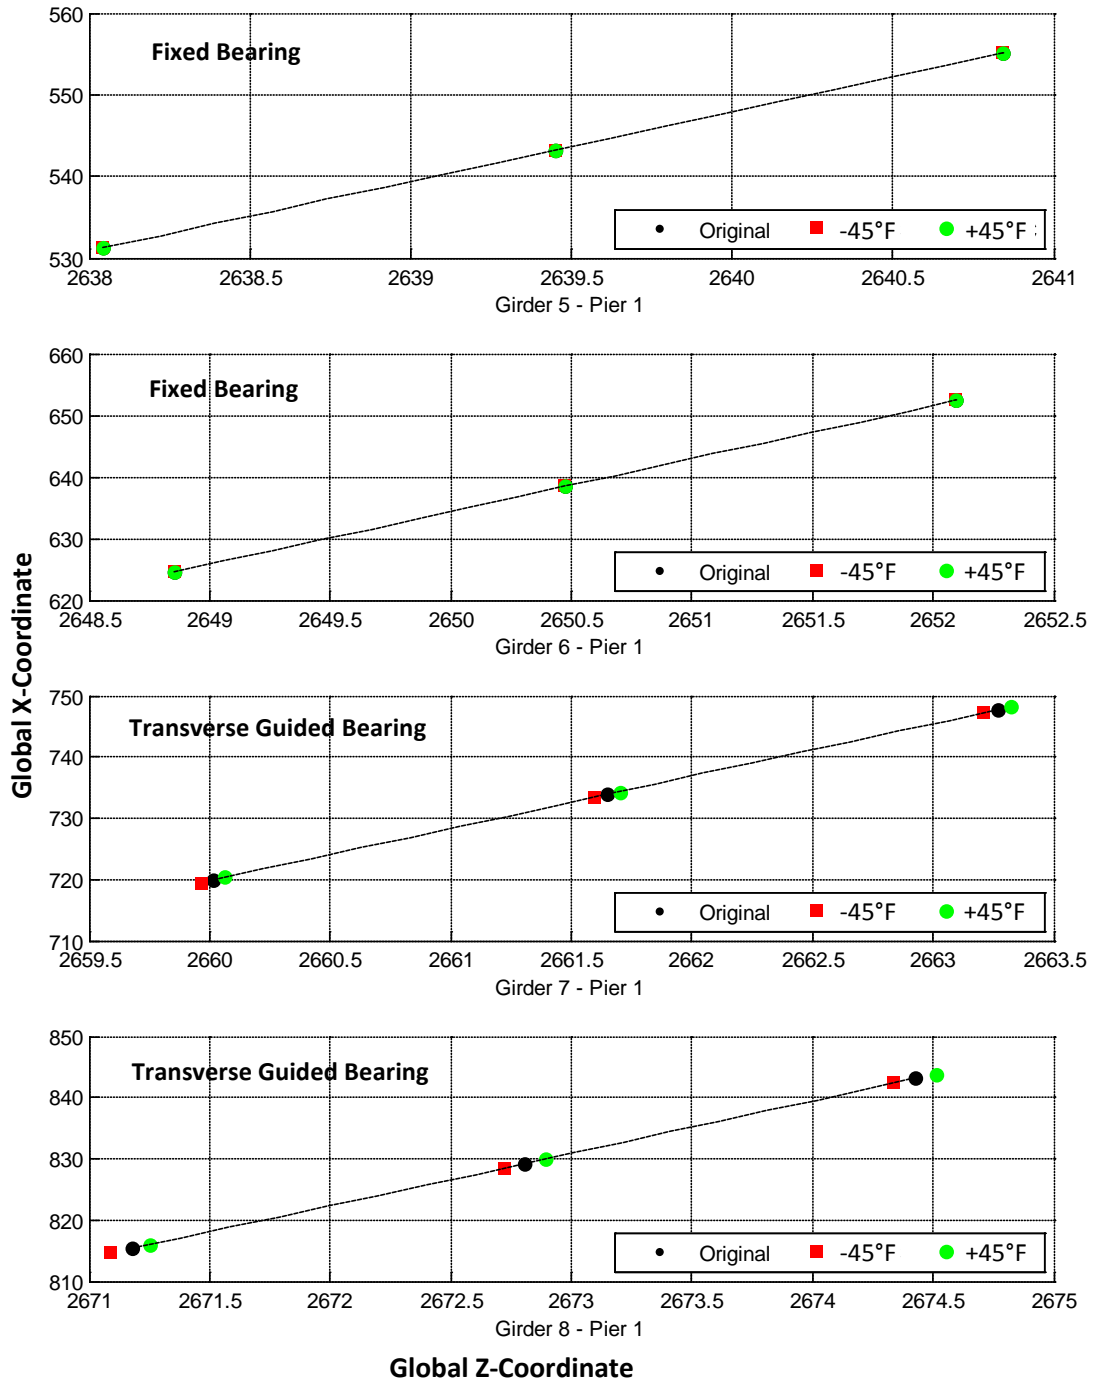 560
Fixed Bearing
550
540
530
Original -45°F +45°F
2638 2638.5 2639 2639.5 2640 2640.5 2641
Girder 5 - Pier 1
660
Fixed Bearing
650
640
630
620
Original -45°F +45°F
2648.5 2649 2649.5 2650 2650.5 2651 2651.5 2652 2652.5
Girder 6 - Pier 1
Global X-Coordinate
750
Transverse Guided Bearing
740
730
720
710
Original -45°F +45°F
2659.5 2660 2660.5 2661 2661.5 2662 2662.5 2663 2663.5
Girder 7 - Pier 1
850
Transverse Guided Bearing
840
830
820
810
Original -45°F +45°F
2671 2671.5 2672 2672.5 2673 2673.5 2674 2674.5 2675
Girder 8 - Pier 1
Global Z-Coordinate